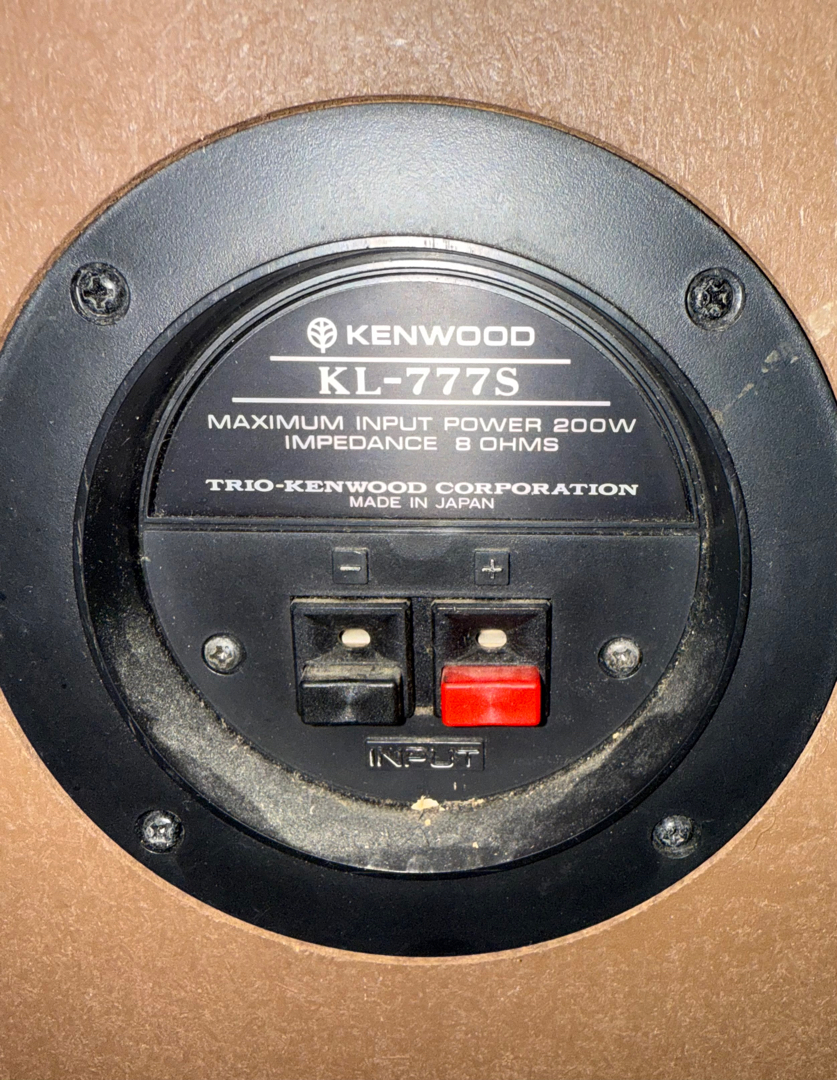 KENWOOD
KL-777S
MAXIMUM INPUT POWER 200W
IMPEDANCE 8 OHMS
TRIO-KENWOOD CORPORATION
MADE IN JAPAN
- +
INPUT